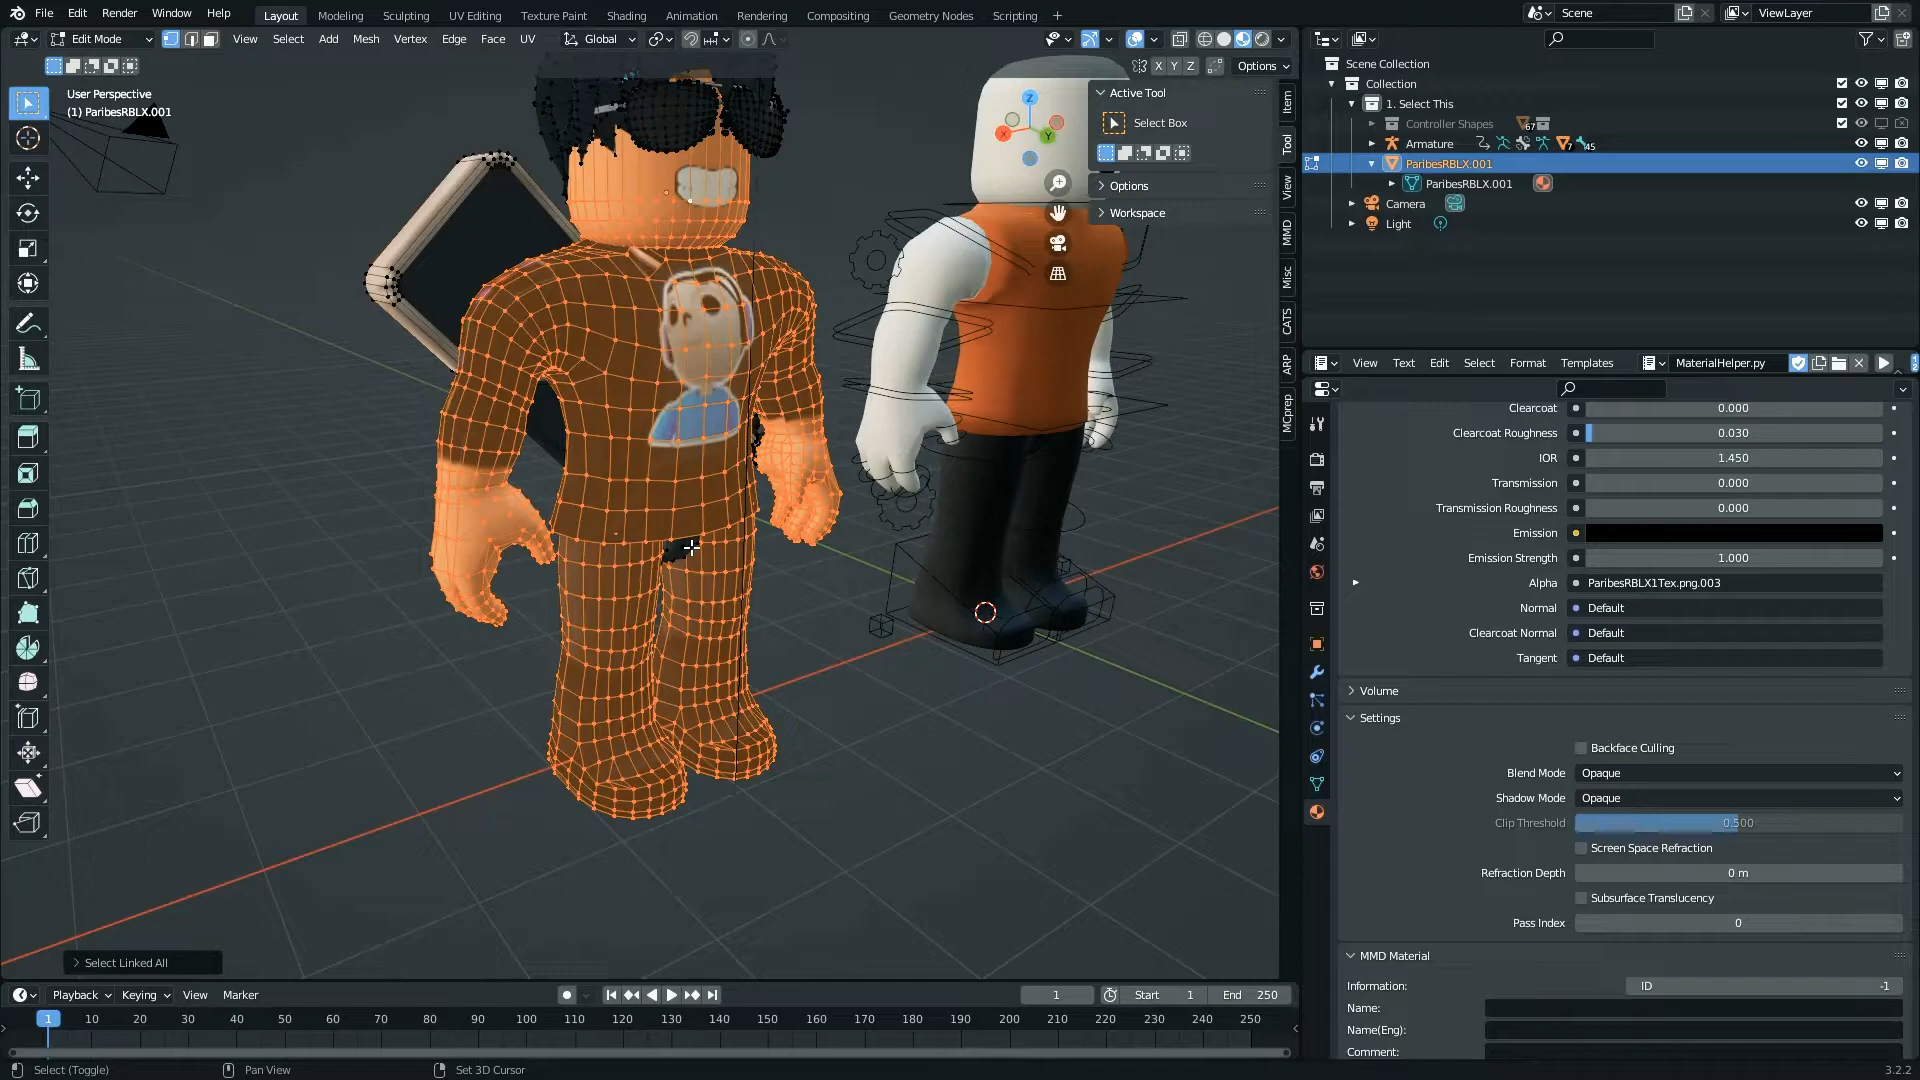 File Edit Render Window Help Layout Modeling Sculpting UV Editing Texture Paint Shading Animation Rendering Compositing Geometry Nodes Scripting + Scene ViewLayer
Edit Mode View Select Add Mesh Vertex Edge Face UV Global
X Y Z Options
User Perspective
(1) ParibesRBLX.001
Active Tool
Select Box
Options
Workspace
Item
Tool
View
MMD
Misc
CATS
ARP
MCprep
Z
X
Y
Scene Collection
Collection
1. Select This
Controller Shapes 67
Armature 7 45
ParibesRBLX.001
ParibesRBLX.001
Camera
Light
View Text Edit Select Format Templates MaterialHelper.py
Clearcoat 0.000
Clearcoat Roughness 0.030
IOR 1.450
Transmission 0.000
Transmission Roughness 0.000
Emission
Emission Strength 1.000
Alpha ParibesRBLX1Tex.png.003
Normal Default
Clearcoat Normal Default
Tangent Default
Volume
Settings
Backface Culling
Blend Mode Opaque
Shadow Mode Opaque
Clip Threshold 0.500
Screen Space Refraction
Refraction Depth 0 m
Subsurface Translucency
Pass Index 0
MMD Material
Information: ID -1
Name:
Name(Eng):
Comment:
Select Linked All
Playback Keying View Marker 1 Start 1 End 250
1 10 20 30 40 50 60 70 80 90 100 110 120 130 140 150 160 170 180 190 200 210 220 230 240 250
Select (Toggle) Pan View Set 3D Cursor 3.2.2